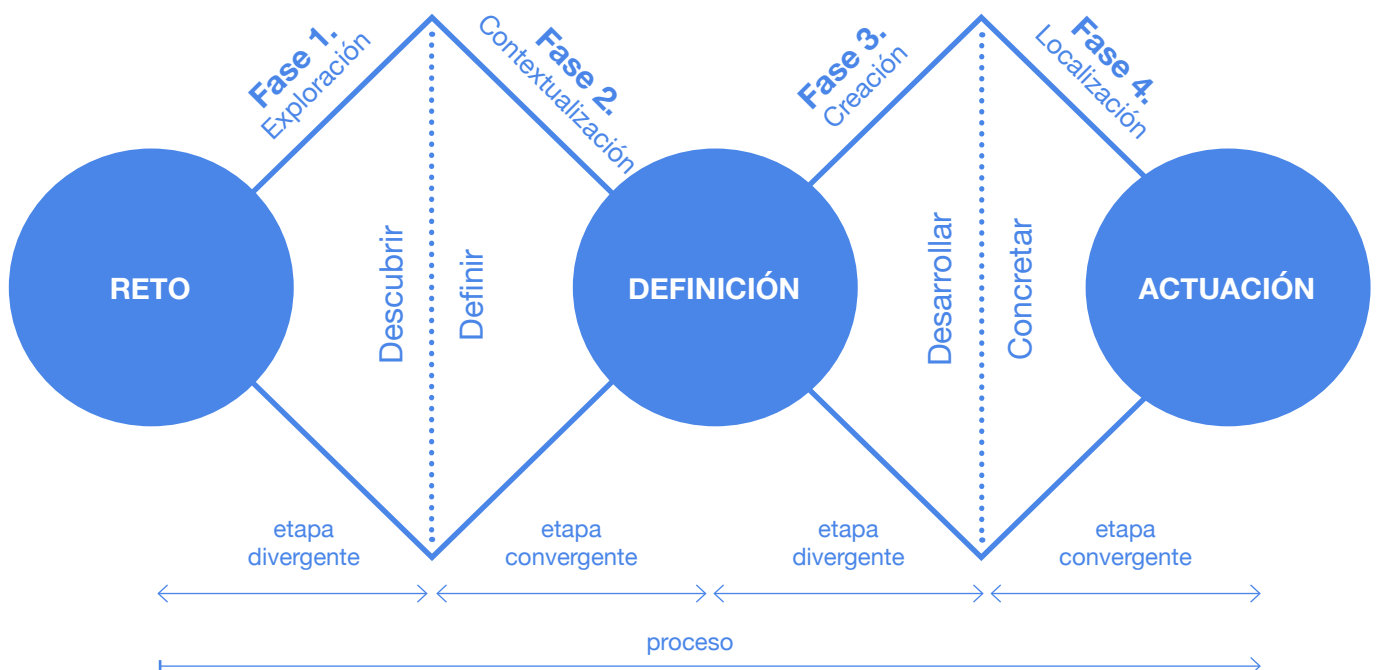 Fase 1.
Exploración
Fase 2.
Contextualización
Fase 3.
Creación
Fase 4.
Localización
RETO
Descubrir
Definir
DEFINICIÓN
Desarrollar
Concretar
ACTUACIÓN
etapa
divergente
etapa
convergente
etapa
divergente
etapa
convergente
proceso